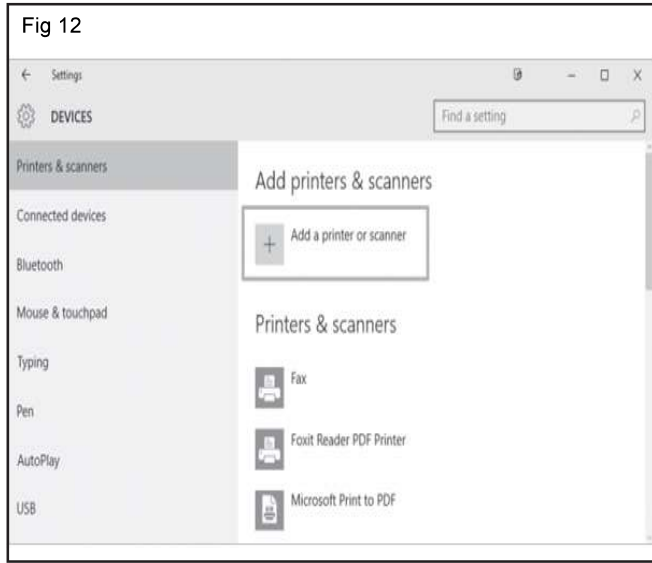 Fig 12
Settings
DEVICES
Find a setting
Printers & scanners
Connected devices
Bluetooth
Mouse & touchpad
Typing
Pen
AutoPlay
USB
Add printers & scanners
Add a printer or scanner
Printers & scanners
Fax
Foxit Reader PDF Printer
Microsoft Print to PDF